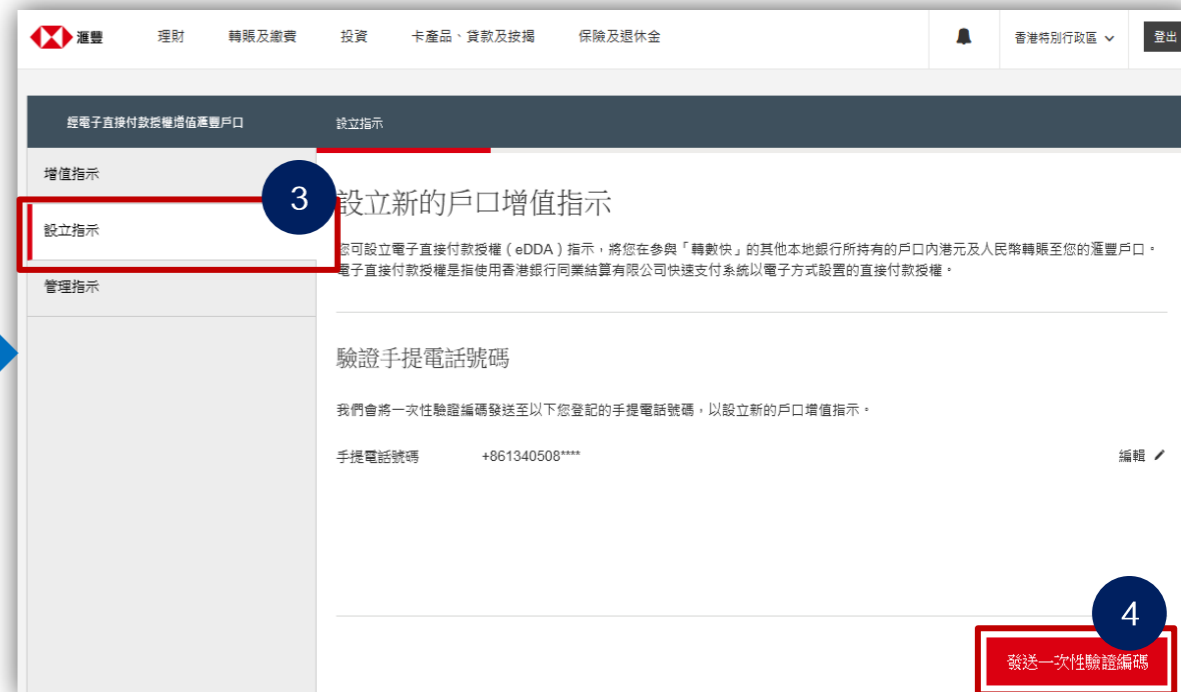 滙豐 理財 轉賬及繳費 投資 卡產品、貸款及按揭 保險及退休金 香港特別行政區 登出
經電子直接付款授權增值滙豐戶口 設立指示
增值指示
3
設立新的戶口增值指示
設立指示
您可設立電子直接付款授權(eDDA)指示,將您在參與「轉數快」的其他本地銀行所持有的戶口內港元及人民幣轉賬至您的滙豐戶口。
電子直接付款授權是指使用香港銀行同業結算有限公司快速支付系統以電子方式設置的直接付款授權。
管理指示
驗證手提電話號碼
我們會將一次性驗證編碼發送至以下您登記的手提電話號碼,以設立新的戶口增值指示。
手提電話號碼 +861340508**** 編輯
4
發送一次性驗證編碼